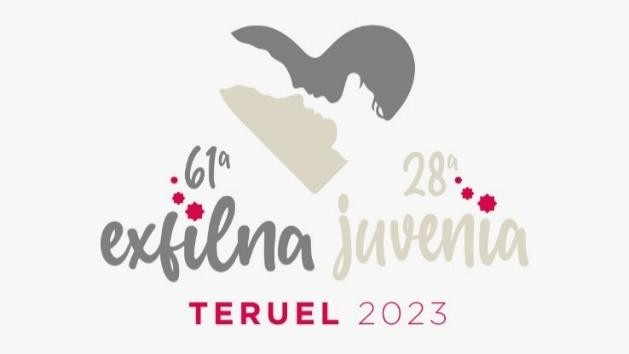 61ª
exfilna
28ª
juvenia
TERUEL 2023